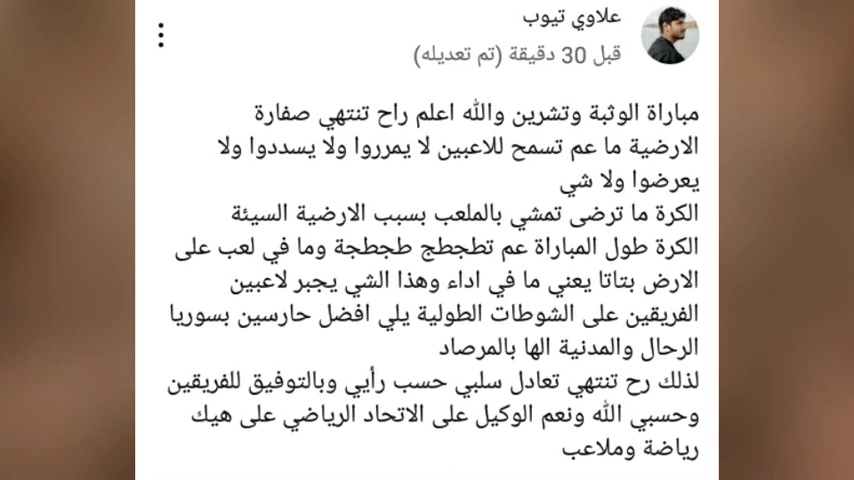 علاوي تيوب
قبل 30 دقيقة (تم تعديله)
مباراة الوثبة وتشرين والله اعلم راح تنتهي صفارة
الارضية ما عم تسمح للاعبين لا يمرروا ولا يسددوا ولا
يعرضوا ولا شي
الكرة ما ترضى تمشي بالملعب بسبب الارضية السيئة
الكرة طول المباراة عم تطجطج طجطجة وما في لعب على
الارض بتاتا يعني ما في اداء وهذا الشي يجبر لاعبين
الفريقين على الشوطات الطولية يلي افضل حارسين بسوريا
الرحال والمدنية الها بالمرصاد
لذلك رح تنتهي تعادل سلبي حسب رأيي وبالتوفيق للفريقين
وحسبي الله ونعم الوكيل على الاتحاد الرياضي على هيك
رياضة وملاعب